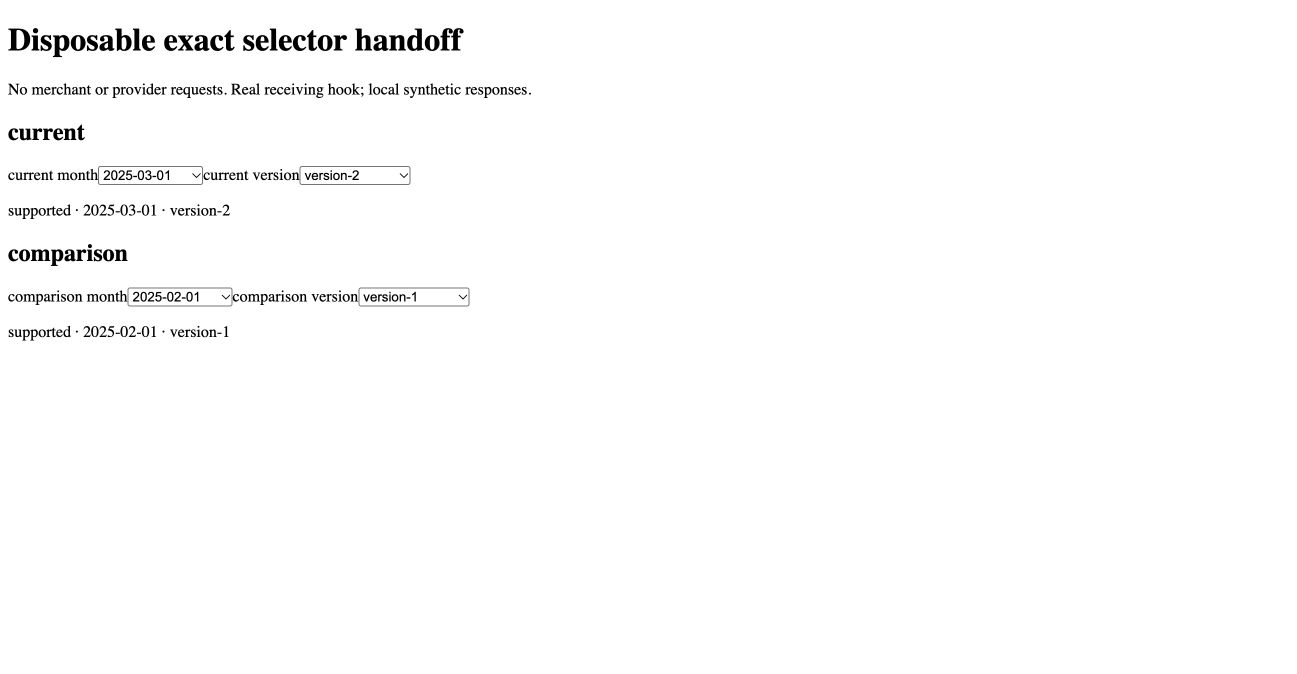 Disposable exact selector handoff
No merchant or provider requests. Real receiving hook; local synthetic responses.
current
current month 2025-03-01 current version version-2
supported · 2025-03-01 · version-2
comparison
comparison month 2025-02-01 comparison version version-1
supported · 2025-02-01 · version-1